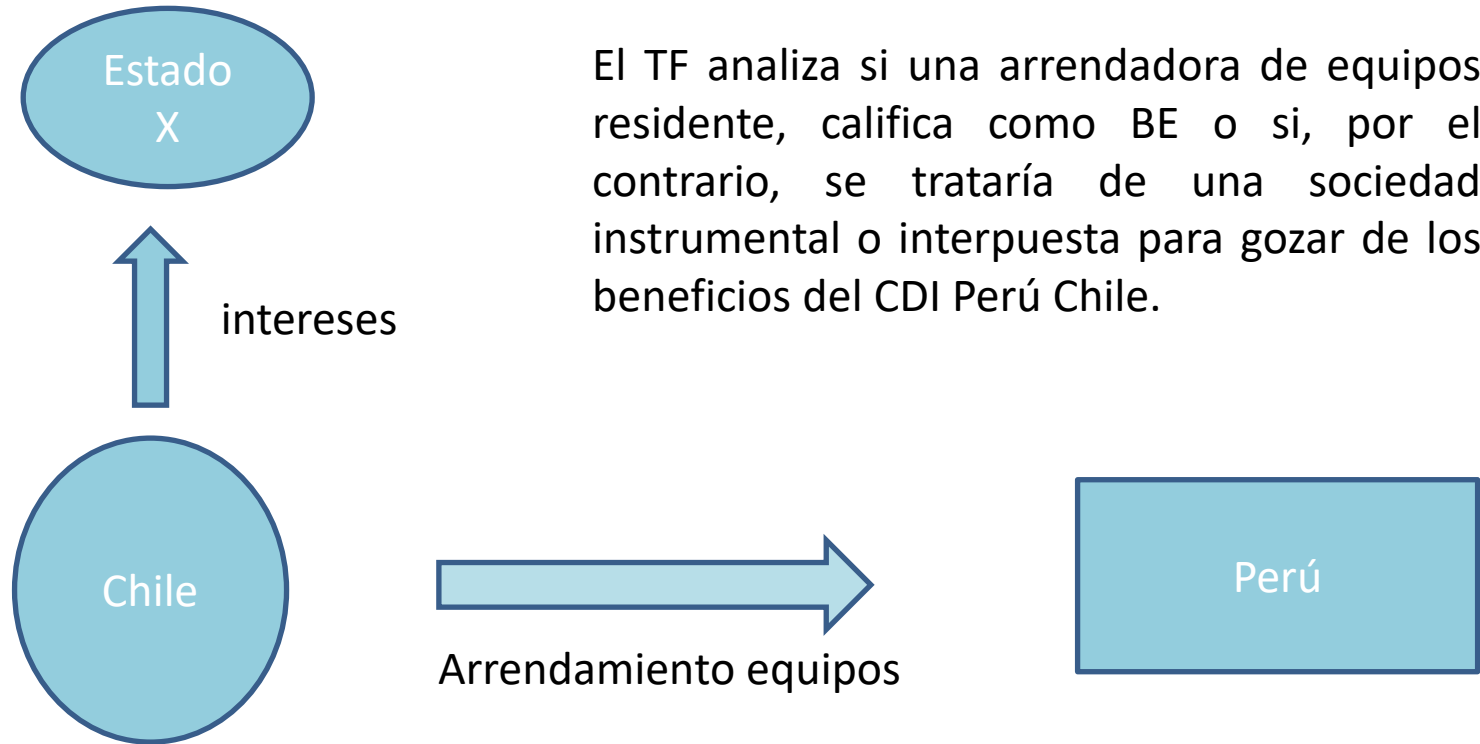 Estado
X
El TF analiza si una arrendadora de equipos
residente, califica como BE o si, por el
contrario, se trataría de una sociedad
instrumental o interpuesta para gozar de los
beneficios del CDI Perú Chile.
intereses
Chile
Perú
Arrendamiento equipos